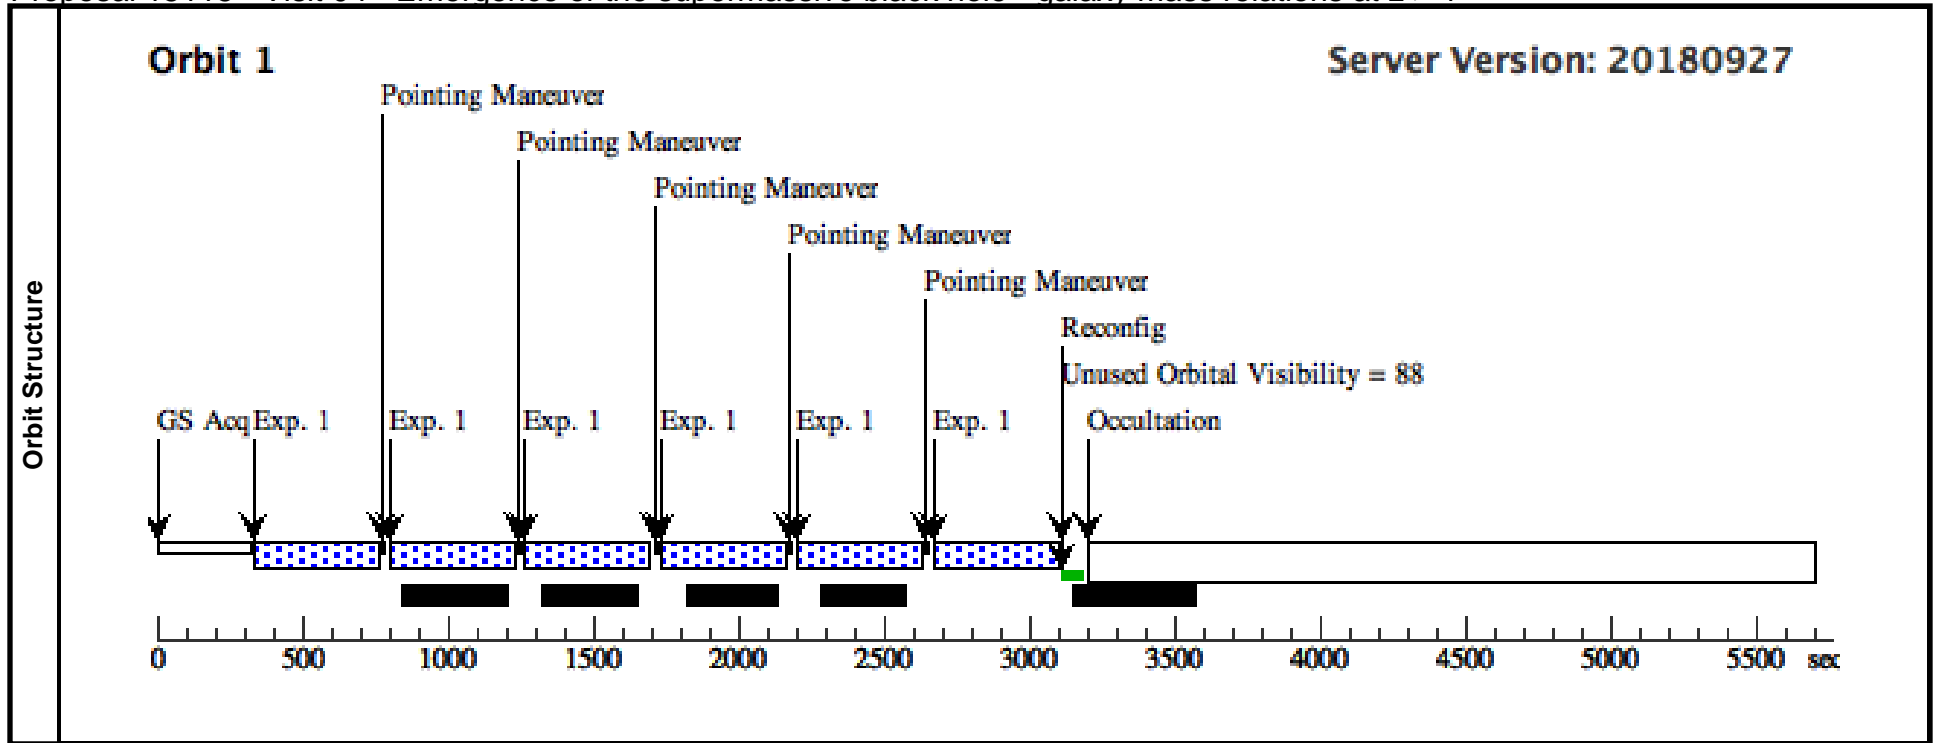 Orbit Structure
Orbit 1
Server Version: 20180927
Pointing Maneuver
Pointing Maneuver
Pointing Maneuver
Pointing Maneuver
Pointing Maneuver
Reconfig
Unused Orbital Visibility = 88
GS Acq Exp. 1 Exp. 1 Exp. 1 Exp. 1 Exp. 1 Exp. 1 Occultation
0 500 1000 1500 2000 2500 3000 3500 4000 4500 5000 5500 sec